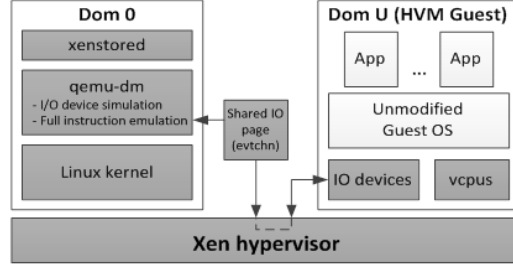 Dom 0
xenstored
qemu-dm
- I/O device simulation
- Full instruction emulation
Linux kernel
Shared IO
page
(evtchn)
Dom U (HVM Guest)
App
...
App
Unmodified
Guest OS
IO devices
vcpus
Xen hypervisor